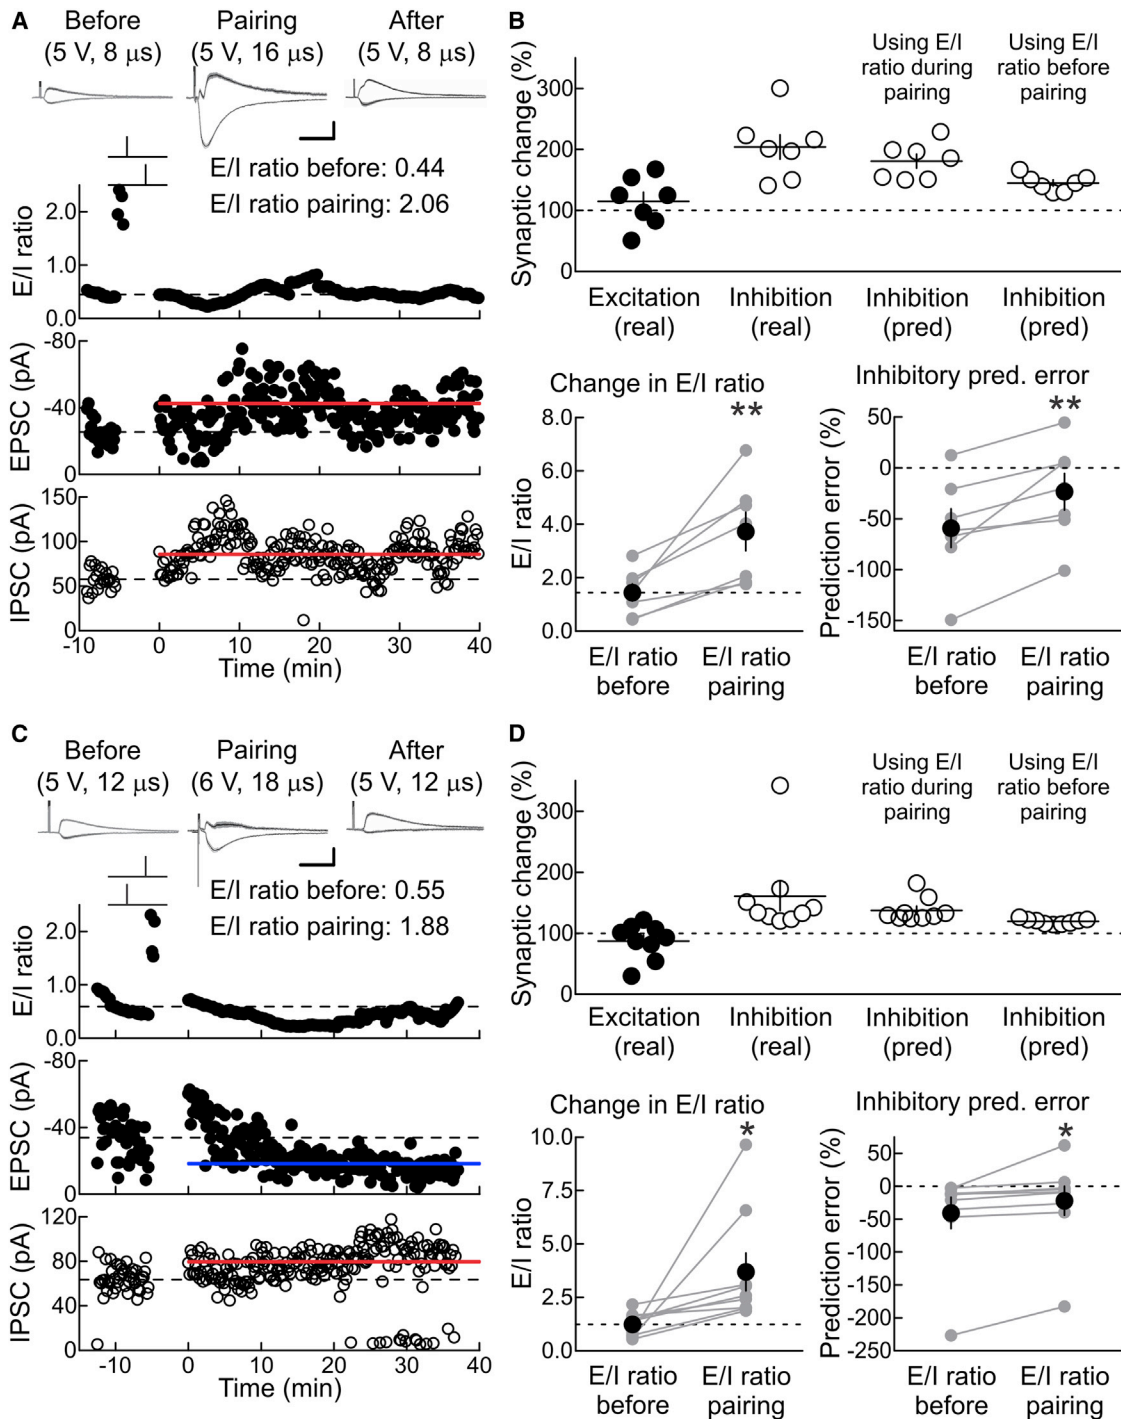 A
Before
(5 V, 8 μs)
Pairing
(5 V, 16 μs)
After
(5 V, 8 μs)
E/I ratio before: 0.44
E/I ratio pairing: 2.06
E/I ratio
2.0
1.0
0.0
EPSC (pA)
-80
-40
0
IPSC (pA)
150
100
50
0
-10 0 10 20 30 40
Time (min)
B
Synaptic change (%)
300
200
100
0
Using E/I
ratio during
pairing
Using E/I
ratio before
pairing
Excitation
(real)
Inhibition
(real)
Inhibition
(pred)
Inhibition
(pred)
Change in E/I ratio
**
E/I ratio
8.0
6.0
4.0
2.0
0.0
E/I ratio
before
E/I ratio
pairing
Inhibitory pred. error
**
Prediction error (%)
50
0
-50
-100
-150
E/I ratio
before
E/I ratio
pairing
C
Before
(5 V, 12 μs)
Pairing
(6 V, 18 μs)
After
(5 V, 12 μs)
E/I ratio before: 0.55
E/I ratio pairing: 1.88
E/I ratio
2.0
1.0
0.0
EPSC (pA)
-80
-40
0
IPSC (pA)
120
80
40
0
-10 0 10 20 30 40
Time (min)
D
Synaptic change (%)
300
200
100
0
Using E/I
ratio during
pairing
Using E/I
ratio before
pairing
Excitation
(real)
Inhibition
(real)
Inhibition
(pred)
Inhibition
(pred)
Change in E/I ratio
*
E/I ratio
10.0
7.5
5.0
2.5
0.0
E/I ratio
before
E/I ratio
pairing
Inhibitory pred. error
*
Prediction error (%)
50
0
-50
-100
-150
-200
-250
E/I ratio
before
E/I ratio
pairing